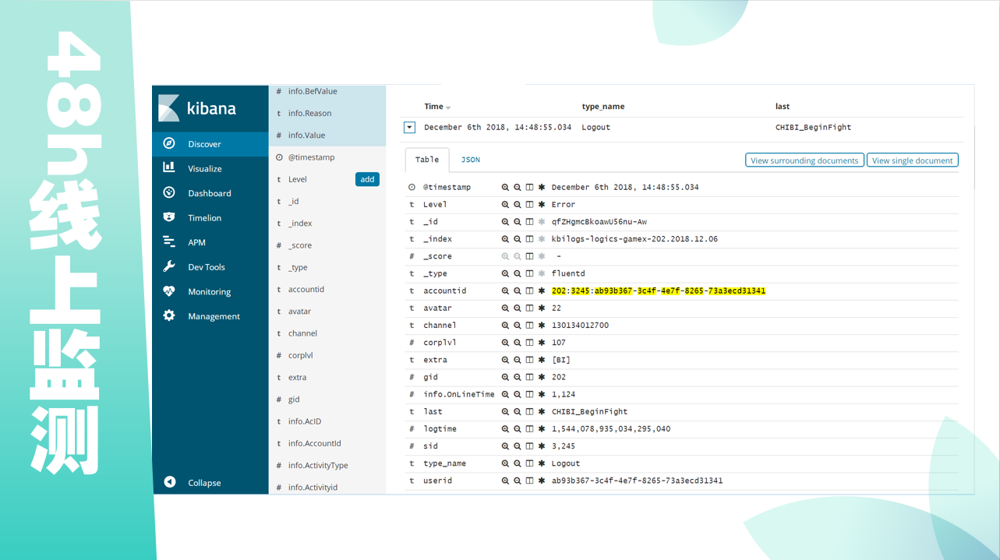 48h线上监测
kibana
Discover
Visualize
Dashboard
Timelion
APM
Dev Tools
Monitoring
Management
Collapse
# info.BefValue
t info.Reason
# info.Value
@timestamp
t Level add
t _id
t _index
# _score
t _type
t accountid
t avatar
t channel
# corplvl
t extra
# gid
t info.AcID
t info.AccountId
# info.ActivityType
# info.Activityid
Time type_name last
December 6th 2018, 14:48:55.034 Logout CHIBI_BeginFight
Table JSON View surrounding documents View single document
@timestamp December 6th 2018, 14:48:55.034
t Level Error
t _id qfZHgmcBkoawU56nu-Aw
t _index kbilogs-logics-gamex-202.2018.12.06
# _score -
t _type fluentd
t accountid 202:3245:ab93b367-3c4f-4e7f-8265-73a3ecd31341
t avatar 22
t channel 130134012700
# corplvl 107
t extra [BI]
# gid 202
# info.OnLineTime 1,124
t last CHIBI_BeginFight
# logtime 1,544,078,935,034,295,040
# sid 3,245
t type_name Logout
t userid ab93b367-3c4f-4e7f-8265-73a3ecd31341